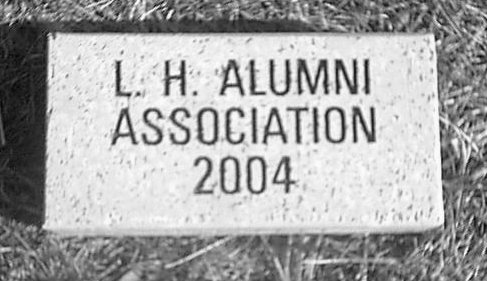 L. H. ALUMNI
ASSOCIATION
2004